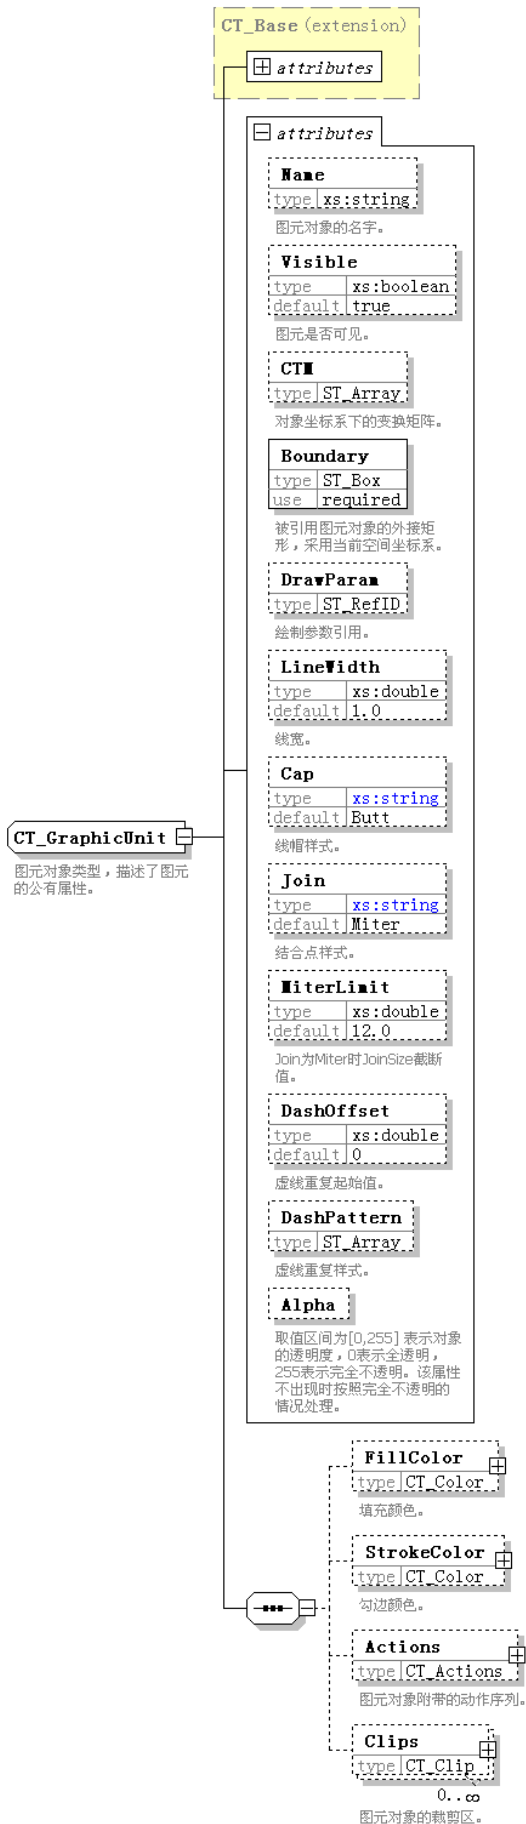 CT_Base (extension)
attributes
attributes
Name
type xs:string
图元对象的名字。
Visible
type xs:boolean
default true
图元是否可见。
CTM
type ST_Array
对象坐标系下的变换矩阵。
Boundary
type ST_Box
use required
被引用图元对象的外接矩
形，采用当前空间坐标系。
DrawParam
type ST_RefID
绘制参数引用。
LineWidth
type xs:double
default 1.0
线宽。
Cap
type xs:string
default Butt
线帽样式。
CT_GraphicUnit
图元对象类型，描述了图元
的公有属性。
Join
type xs:string
default Miter
结合点样式。
MiterLimit
type xs:double
default 12.0
Join为Miter时JoinSize截断
值。
DashOffset
type xs:double
default 0
虚线重复起始值。
DashPattern
type ST_Array
虚线重复样式。
Alpha
取值区间为[0,255] 表示对象
的透明度，0表示全透明，
255表示完全不透明。该属性
不出现时按照完全不透明的
情况处理。
FillColor
type CT_Color
填充颜色。
StrokeColor
type CT_Color
勾边颜色。
Actions
type CT_Actions
图元对象附带的动作序列。
Clips
type CT_Clip
0..∞
图元对象的裁剪区。